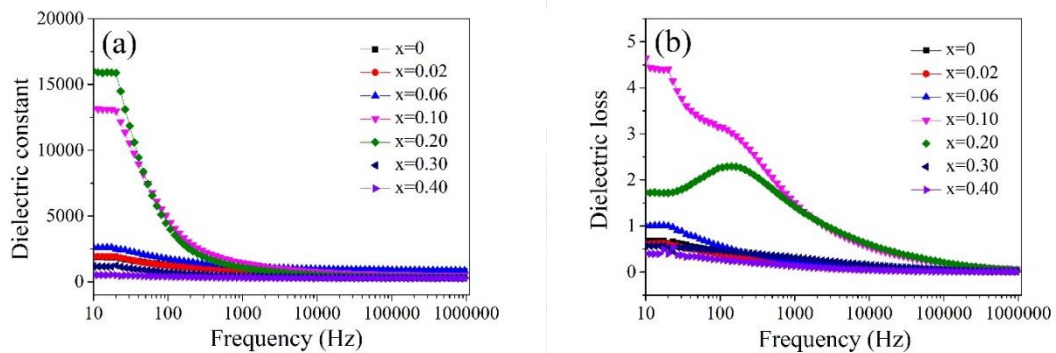 (a)
Dielectric constant
20000
15000
10000
5000
0
x=0
x=0.02
x=0.06
x=0.10
x=0.20
x=0.30
x=0.40
10 100 1000 10000 100000 1000000
Frequency (Hz)
(b)
Dielectric loss
5
4
3
2
1
0
x=0
x=0.02
x=0.06
x=0.10
x=0.20
x=0.30
x=0.40
10 100 1000 10000 100000 1000000
Frequency (Hz)